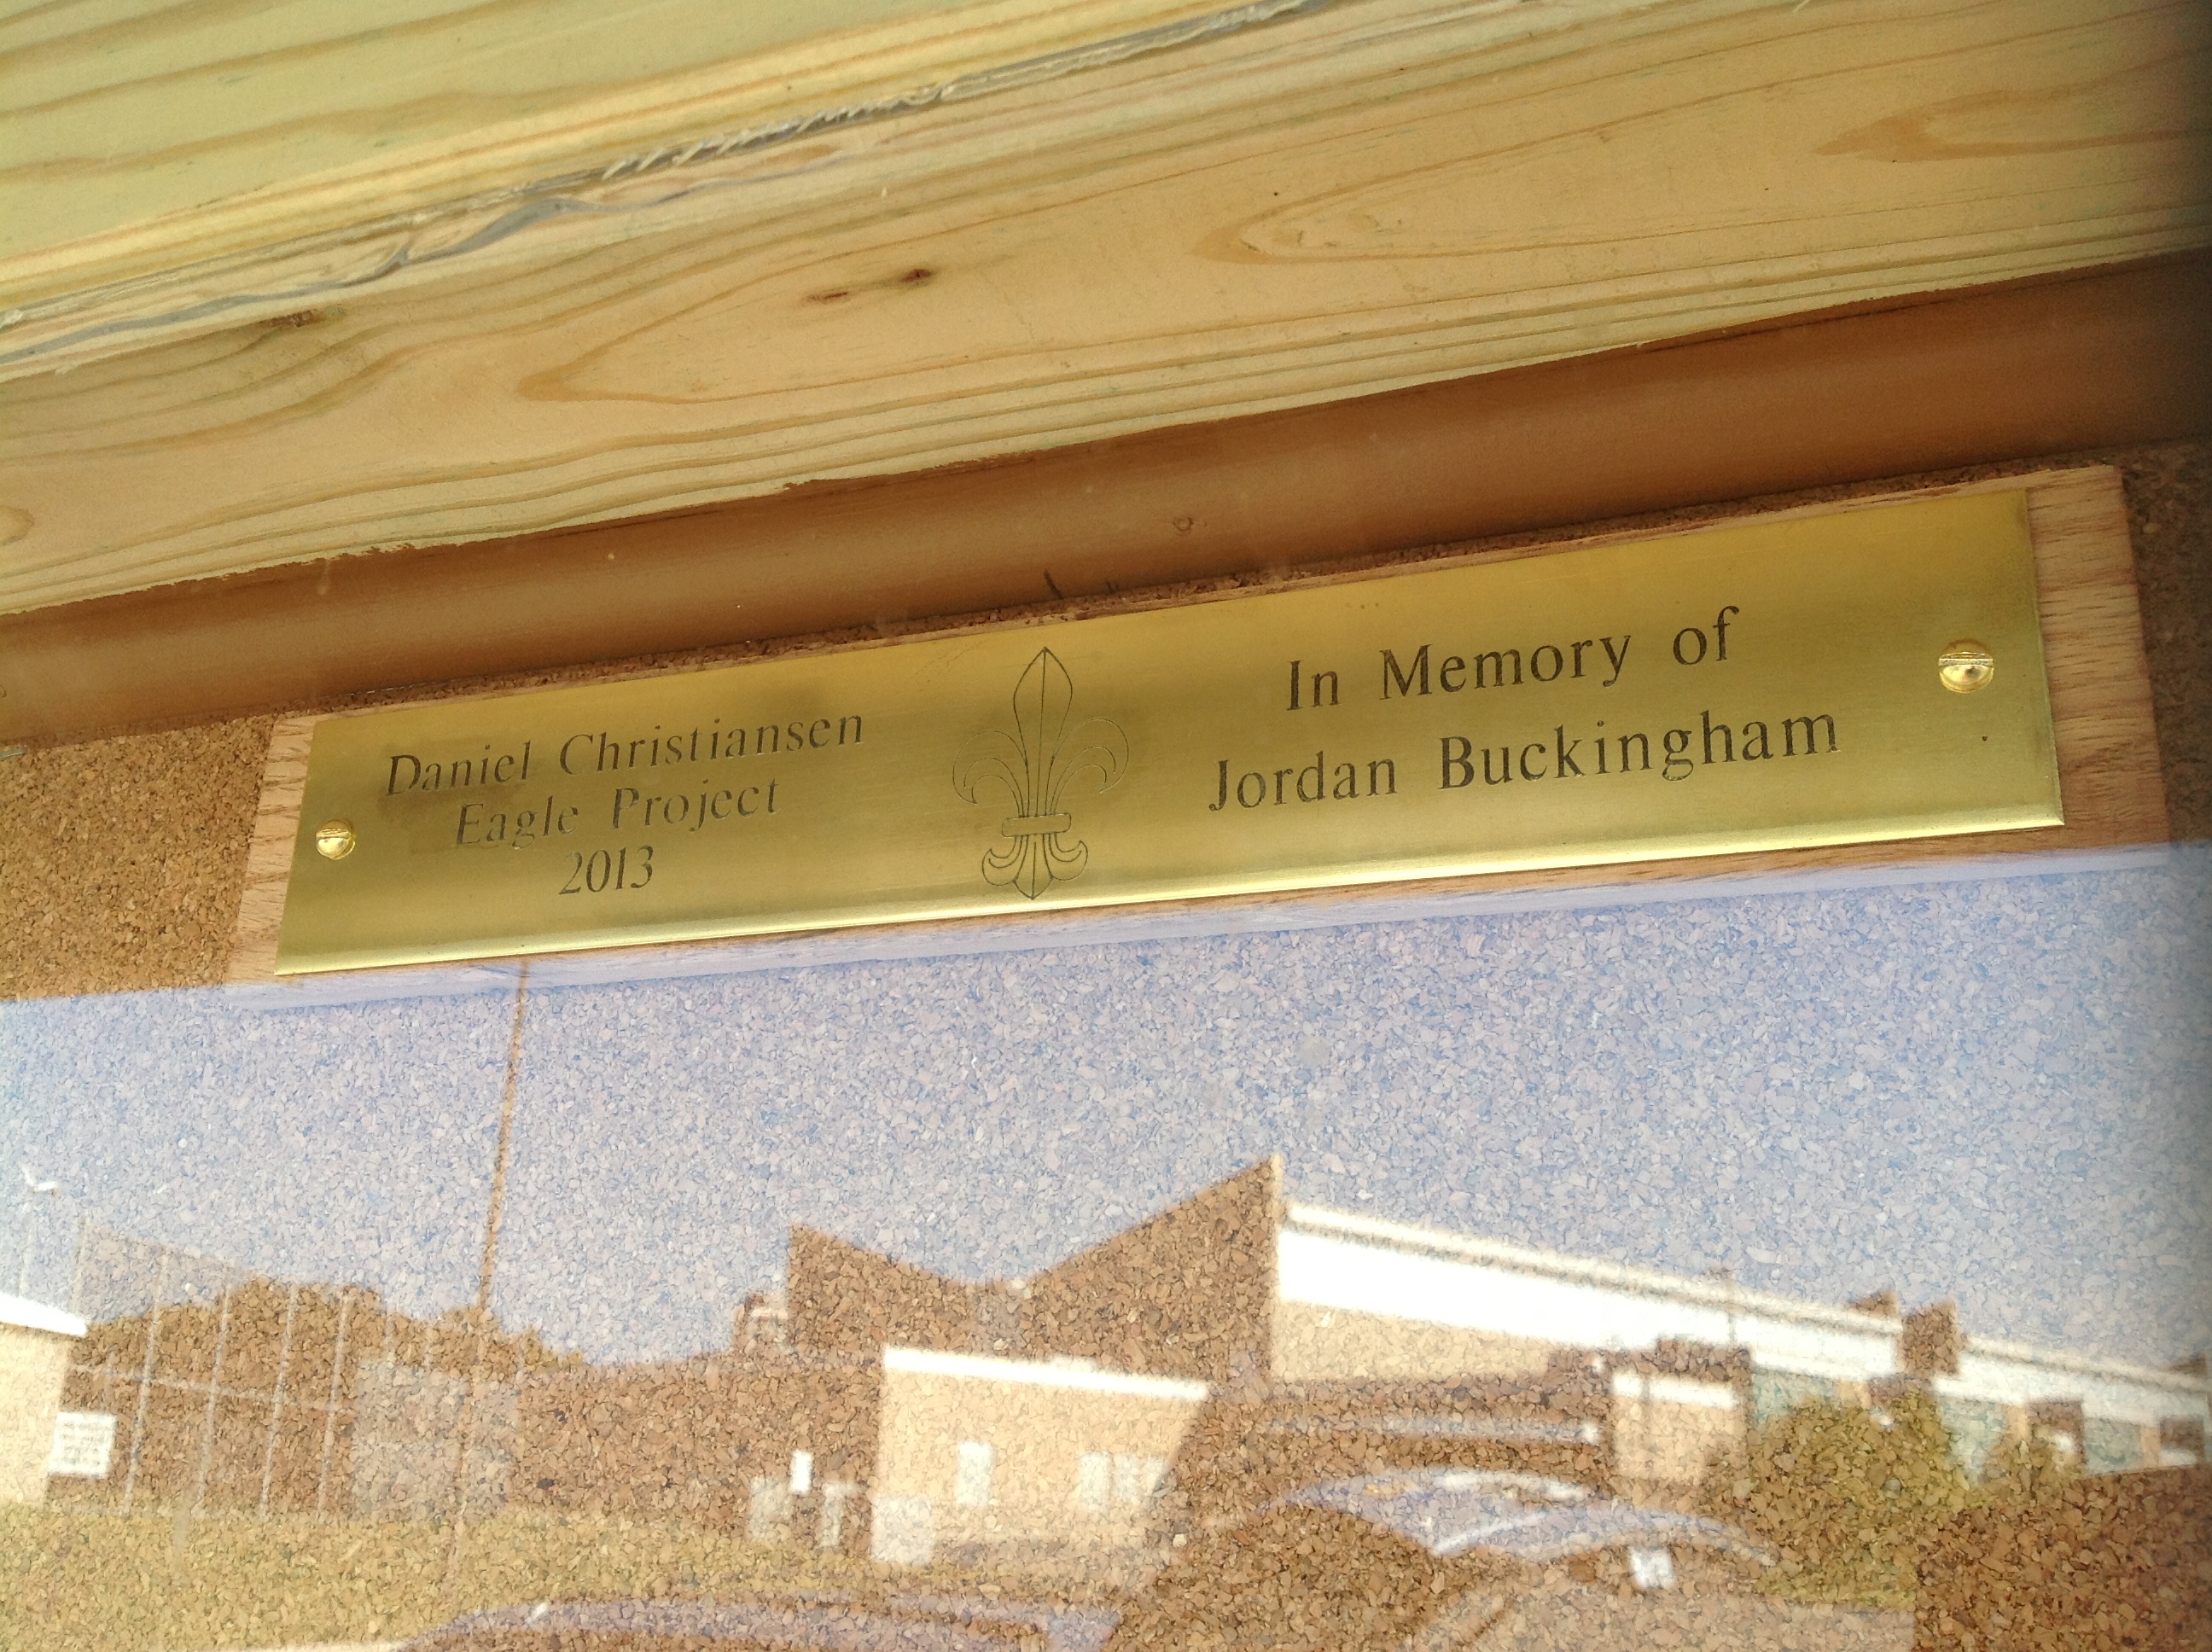 Daniel Christiansen
Eagle Project
2013
In Memory of
Jordan Buckingham